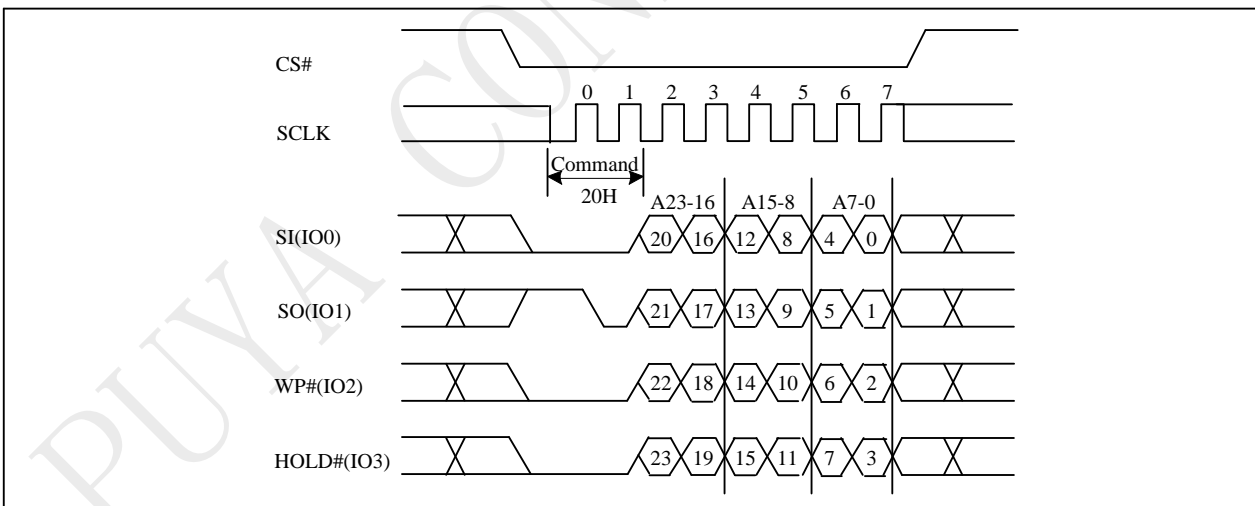 CS#
0 1 2 3 4 5 6 7
SCLK
Command
20H
A23-16 A15-8 A7-0
SI(IO0) 20 16 12 8 4 0
SO(IO1) 21 17 13 9 5 1
WP#(IO2) 22 18 14 10 6 2
HOLD#(IO3) 23 19 15 11 7 3
PUYA